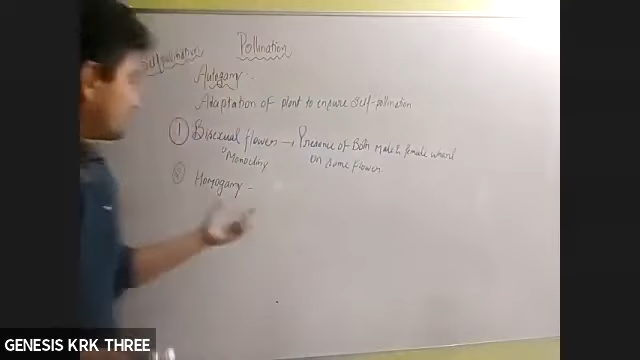 Self pollination Pollination
Autogamy
Adaptation of plant to ensure self-pollination
① Bisexual flowers → Presence of Both Male & female whorl
"Monocliny on same flower
② Homogamy -
GENESIS KRK THREE